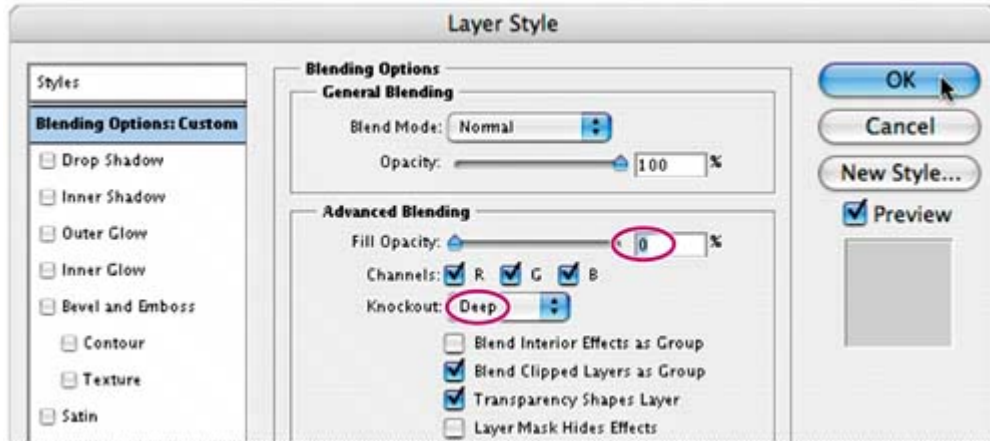 Layer Style
Styles
Blending Options: Custom
Drop Shadow
Inner Shadow
Outer Glow
Inner Glow
Bevel and Emboss
Contour
Texture
Satin
Blending Options
General Blending
Blend Mode: Normal
Opacity: 100 %
Advanced Blending
Fill Opacity: 0 %
Channels: R G B
Knockout: Deep
Blend Interior Effects as Group
Blend Clipped Layers as Group
Transparency Shapes Layer
Layer Mask Hides Effects
OK
Cancel
New Style...
Preview